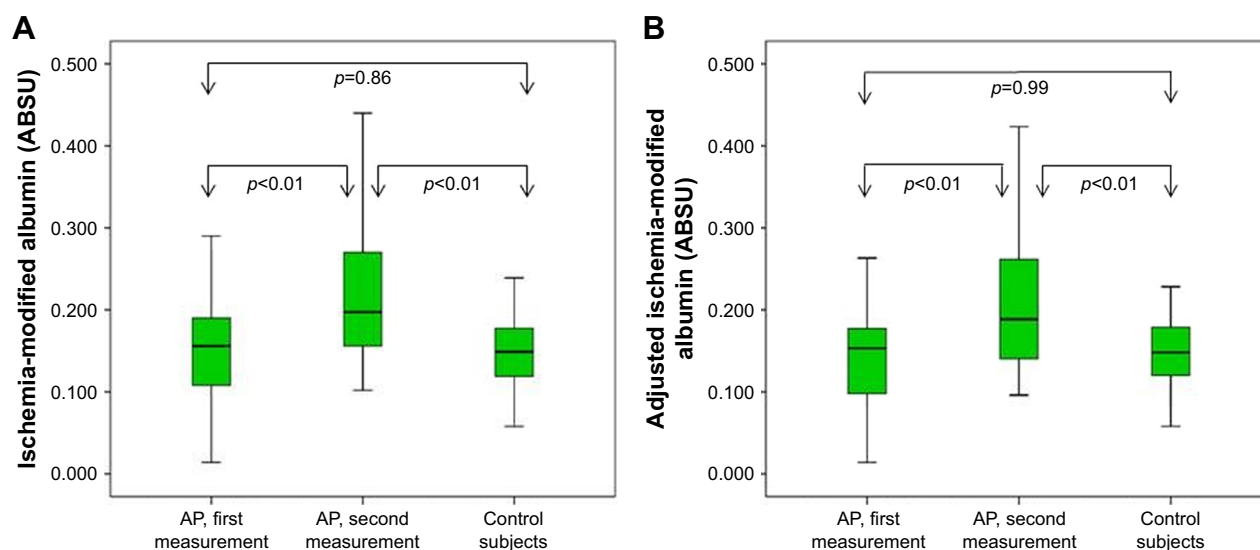 A
Ischemia-modified albumin (ABSU)
0.500
0.400
0.300
0.200
0.100
0.000
p=0.86
p<0.01
p<0.01
AP, first
measurement
AP, second
measurement
Control
subjects
B
Adjusted ischemia-modified
albumin (ABSU)
0.500
0.400
0.300
0.200
0.100
0.000
p=0.99
p<0.01
p<0.01
AP, first
measurement
AP, second
measurement
Control
subjects